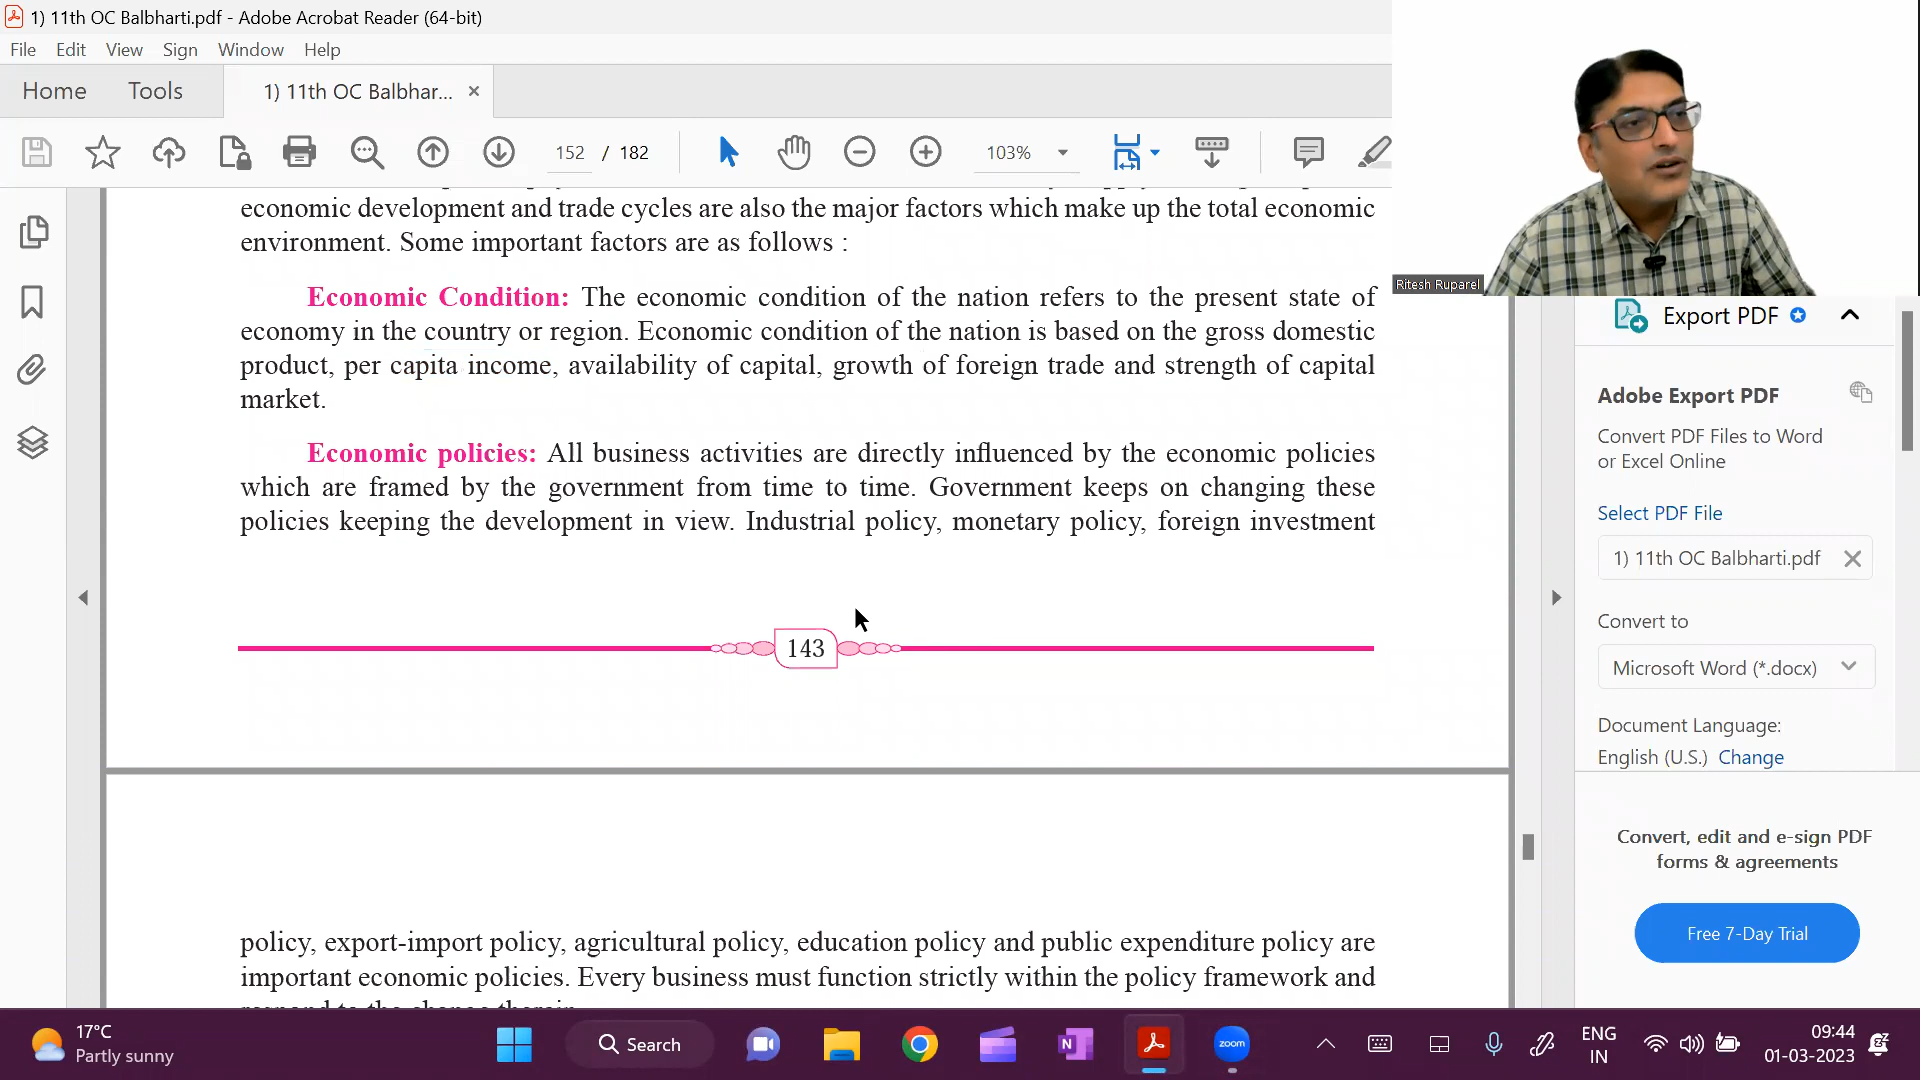 1) 11th OC Balbharti.pdf - Adobe Acrobat Reader (64-bit)
File Edit View Sign Window Help
Home Tools 1) 11th OC Balbhar... ×
152 / 182 103%
economic development and trade cycles are also the major factors which make up the total economic
environment. Some important factors are as follows :
Economic Condition: The economic condition of the nation refers to the present state of
economy in the country or region. Economic condition of the nation is based on the gross domestic
product, per capita income, availability of capital, growth of foreign trade and strength of capital
market.
Economic policies: All business activities are directly influenced by the economic policies
which are framed by the government from time to time. Government keeps on changing these
policies keeping the development in view. Industrial policy, monetary policy, foreign investment
143
policy, export-import policy, agricultural policy, education policy and public expenditure policy are
important economic policies. Every business must function strictly within the policy framework and
Ritesh Ruparel
Export PDF
Adobe Export PDF
Convert PDF Files to Word
or Excel Online
Select PDF File
1) 11th OC Balbharti.pdf
Convert to
Microsoft Word (*.docx)
Document Language:
English (U.S.) Change
Convert, edit and e-sign PDF
forms & agreements
Free 7-Day Trial
17°C
Partly sunny
Search
N
zoom
ENG
IN
09:44
01-03-2023